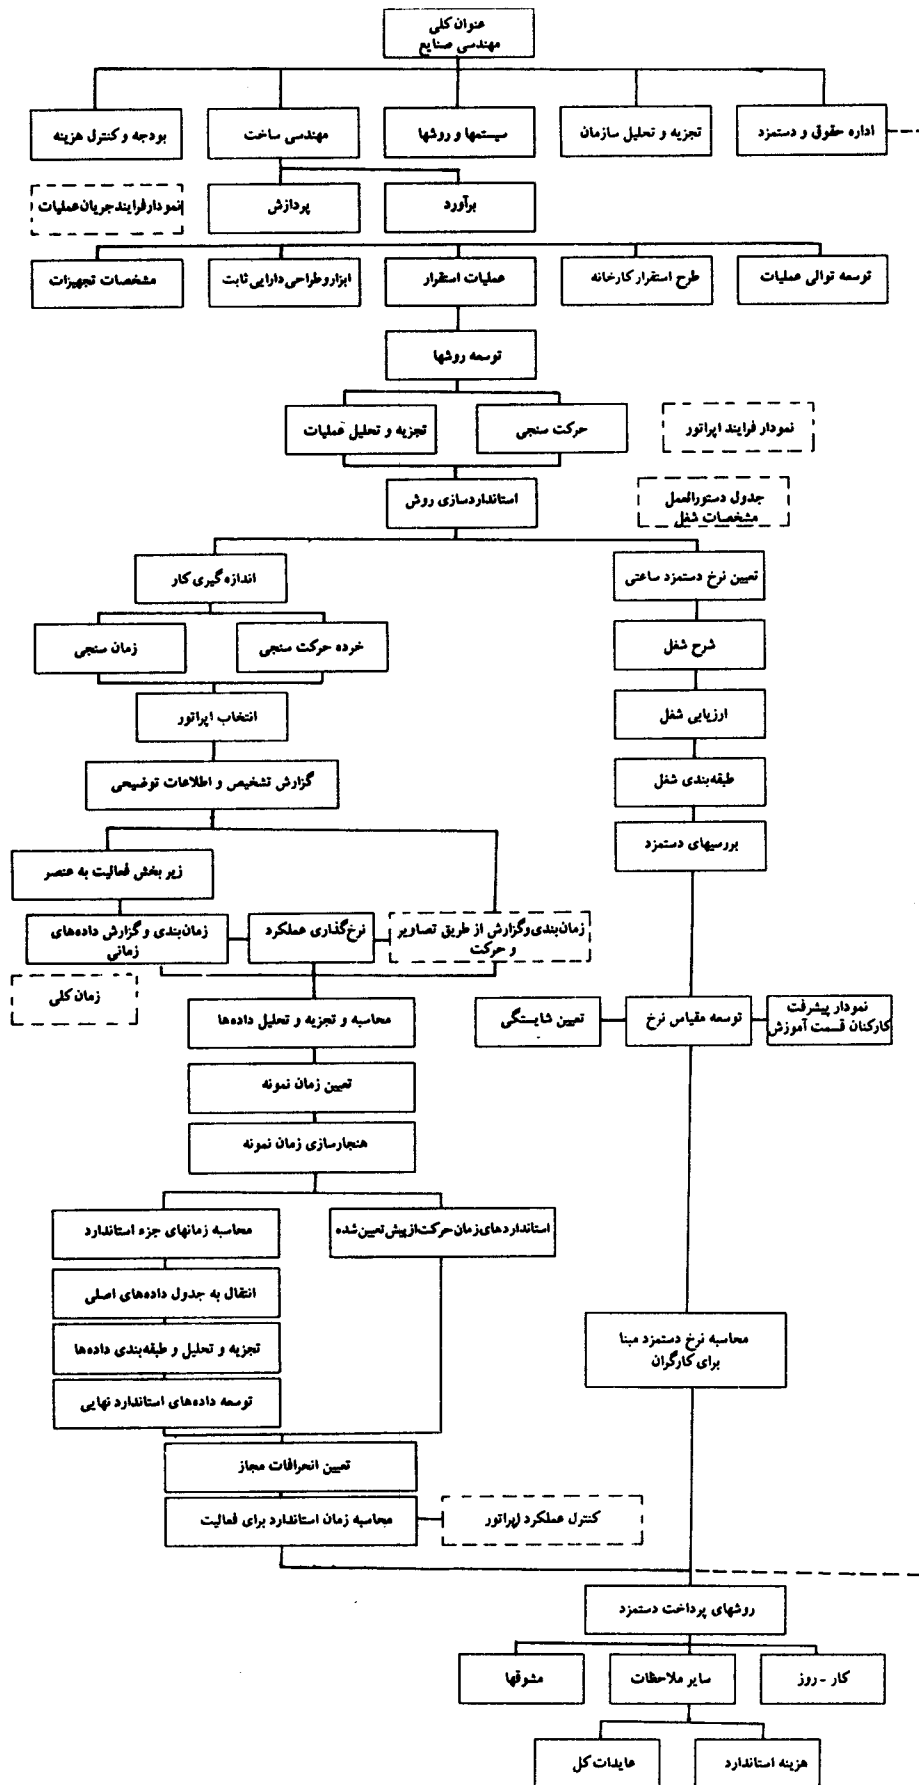 عنوان کلی
مهندسی صنایع
اداره حقوق و دستمزد
تجزیه و تحلیل سازمان
سیستمها و روشها
مهندسی ساخت
بودجه و کنترل هزینه
برآورد
پردازش
نمودار فرایند جریان عملیات
توسعه توالی عملیات
طرح استقرار کارخانه
عملیات استقرار
ابزار و طراحی دارایی ثابت
مشخصات تجهیزات
توسعه روشها
نمودار فرایند اپراتور
حرکت سنجی
تجزیه و تحلیل عملیات
جدول دستورالعمل
مشخصات شغل
استانداردسازی روش
تعیین نرخ دستمزد ساعتی
اندازه گیری کار
شرح شغل
خرده حرکت سنجی
زمان سنجی
ارزیابی شغل
انتخاب اپراتور
طبقه‌بندی شغل
گزارش تشخیص و اطلاعات توضیحی
بررسیهای دستمزد
زیر بخش فعالیت به عنصر
زمان‌بندی و گزارش از طریق تصاویر
و حرکت
نرخ‌گذاری عملکرد
زمان‌بندی و گزارش داده‌های
زمانی
زمان کلی
نمودار پیشرفت
کارکنان قسمت آموزش
توسعه مقیاس نرخ
تعیین شایستگی
محاسبه و تجزیه و تحلیل داده‌ها
تعیین زمان نمونه
هنجارسازی زمان نمونه
استانداردهای زمان حرکت از پیش تعیین شده
محاسبه زمانهای جزء استاندارد
انتقال به جدول داده‌های اصلی
محاسبه نرخ دستمزد مبنا
برای کارگران
تجزیه و تحلیل و طبقه‌بندی داده‌ها
توسعه داده‌های استاندارد نهایی
تعیین انحرافات مجاز
محاسبه زمان استاندارد برای فعالیت
کنترل عملکرد اپراتور
روشهای پرداخت دستمزد
کار - روز
سایر ملاحظات
مشوقها
هزینه استاندارد
عایدات کل